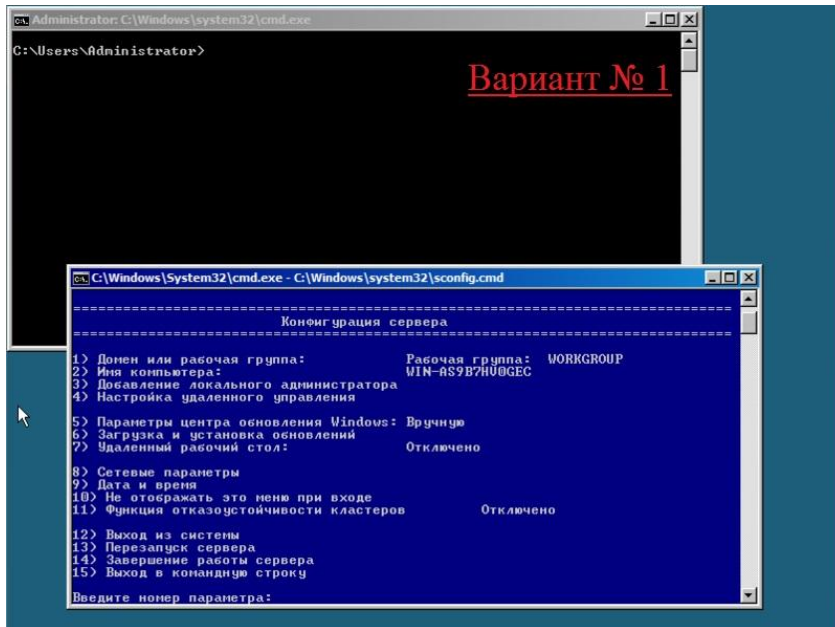 Administrator: C:\Windows\system32\cmd.exe
C:\Users\Administrator>
Вариант № 1
C:\Windows\System32\cmd.exe - C:\Windows\system32\sconfig.cmd
===============================================================================
Конфигурация сервера
===============================================================================
1) Домен или рабочая группа: Рабочая группа: WORKGROUP
2) Имя компьютера: WIN-AS9B7HV0GEC
3) Добавление локального администратора
4) Настройка удаленного управления
5) Параметры центра обновления Windows: Вручную
6) Загрузка и установка обновлений
7) Удаленный рабочий стол: Отключено
8) Сетевые параметры
9) Дата и время
10) Не отображать это меню при входе
11) Функция отказоустойчивости кластеров Отключено
12) Выход из системы
13) Перезапуск сервера
14) Завершение работы сервера
15) Выход в командную строку
Введите номер параметра: